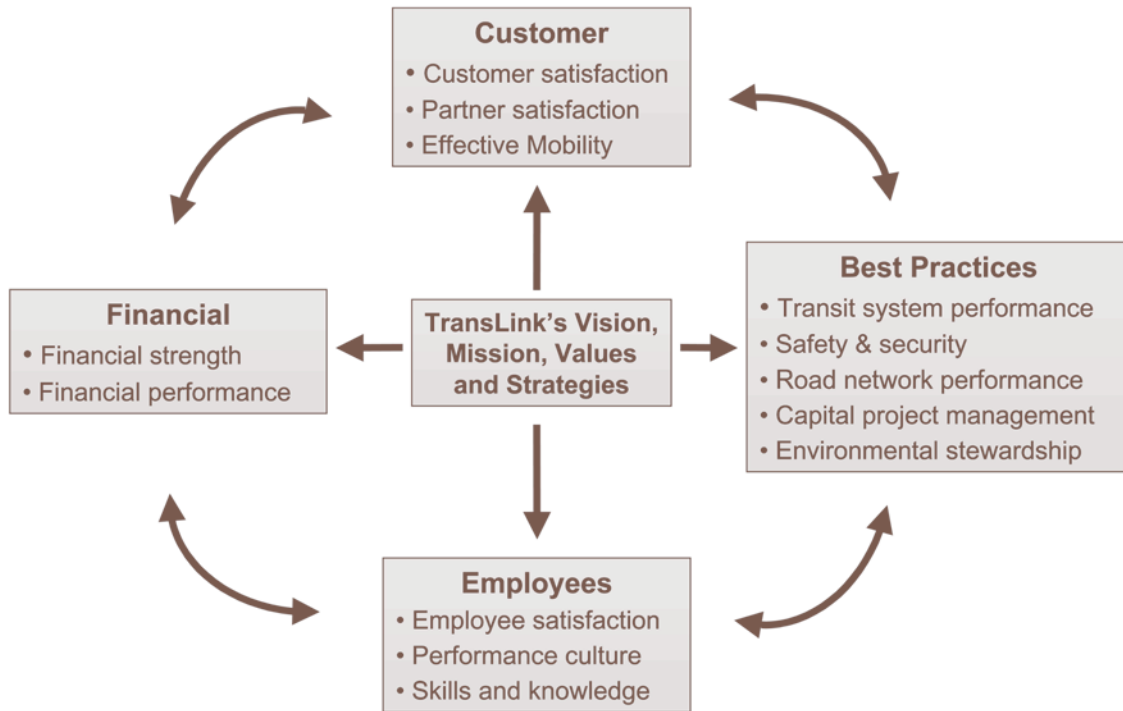 Customer
• Customer satisfaction
• Partner satisfaction
• Effective Mobility
Financial
• Financial strength
• Financial performance
TransLink’s Vision,
Mission, Values
and Strategies
Best Practices
• Transit system performance
• Safety & security
• Road network performance
• Capital project management
• Environmental stewardship
Employees
• Employee satisfaction
• Performance culture
• Skills and knowledge